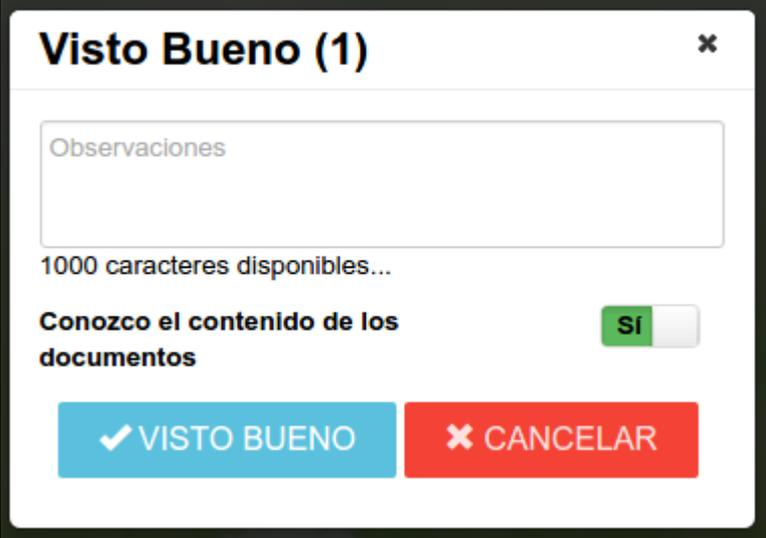 Visto Bueno (1)
Observaciones
1000 caracteres disponibles...
Conozco el contenido de los
documentos
Sí
VISTO BUENO
CANCELAR